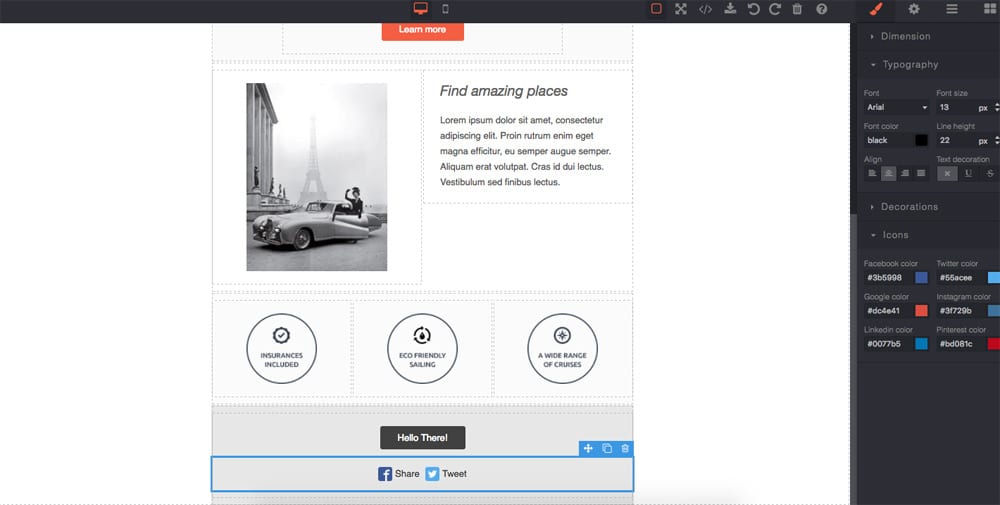 Learn more
Find amazing places
Lorem ipsum dolor sit amet, consectetur
adipiscing elit. Proin rutrum enim eget
magna efficitur, eu semper augue semper.
Aliquam erat volutpat. Cras id dui lectus.
Vestibulum sed finibus lectus.
INSURANCES
INCLUDED
ECO FRIENDLY
SAILING
A WIDE RANGE
OF CRUISES
Hello There!
Share Tweet
Dimension
Typography
Font Font size
Arial 13 px
Font color Line height
black 22 px
Align Text decoration
U S
Decorations
Icons
Facebook color Twitter color
#3b5998 #55acee
Google color Instagram color
#dc4e41 #3f729b
Linkedin color Pinterest color
#0077b5 #bd081c